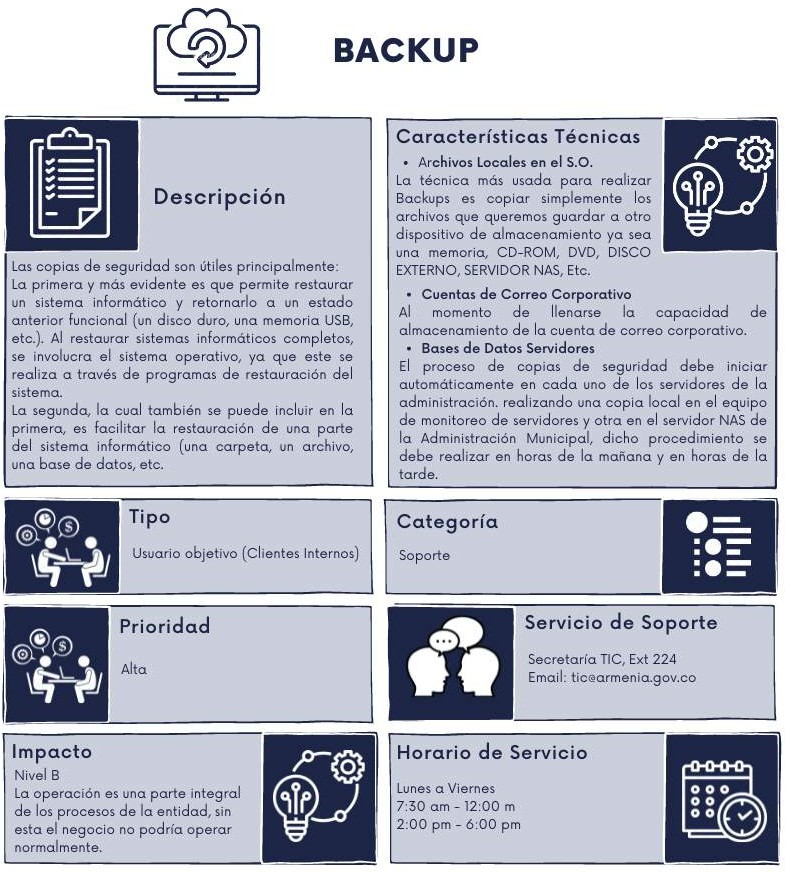 BACKUP
Descripción
Las copias de seguridad son útiles principalmente:
La primera y más evidente es que permite restaurar
un sistema informático y retornarlo a un estado
anterior funcional (un disco duro, una memoria USB,
etc.). Al restaurar sistemas informáticos completos,
se involucra el sistema operativo, ya que este se
realiza a través de programas de restauración del
sistema.
La segunda, la cual también se puede incluir en la
primera, es facilitar la restauración de una parte
del sistema informático (una carpeta, un archivo,
una base de datos, etc.
Características Técnicas
• Archivos Locales en el S.O.
La técnica más usada para realizar
Backups es copiar simplemente los
archivos que queremos guardar a otro
dispositivo de almacenamiento ya sea
una memoria, CD-ROM, DVD, DISCO
EXTERNO, SERVIDOR NAS, Etc.
• Cuentas de Correo Corporativo
Al momento de llenarse la capacidad de
almacenamiento de la cuenta de correo corporativo.
• Bases de Datos Servidores
El proceso de copias de seguridad debe iniciar
automáticamente en cada uno de los servidores de la
administración. realizando una copia local en el equipo
de monitoreo de servidores y otra en el servidor NAS de
la Administración Municipal, dicho procedimiento se
debe realizar en horas de la mañana y en horas de la
tarde.
Tipo
Usuario objetivo (Clientes Internos)
Categoría
Soporte
Prioridad
Alta
Servicio de Soporte
Secretaría TIC, Ext 224
Email: tic@armenia.gov.co
Impacto
Nivel B
La operación es una parte integral
de los procesos de la entidad, sin
esta el negocio no podría operar
normalmente.
Horario de Servicio
Lunes a Viernes
7:30 am - 12:00 m
2:00 pm - 6:00 pm